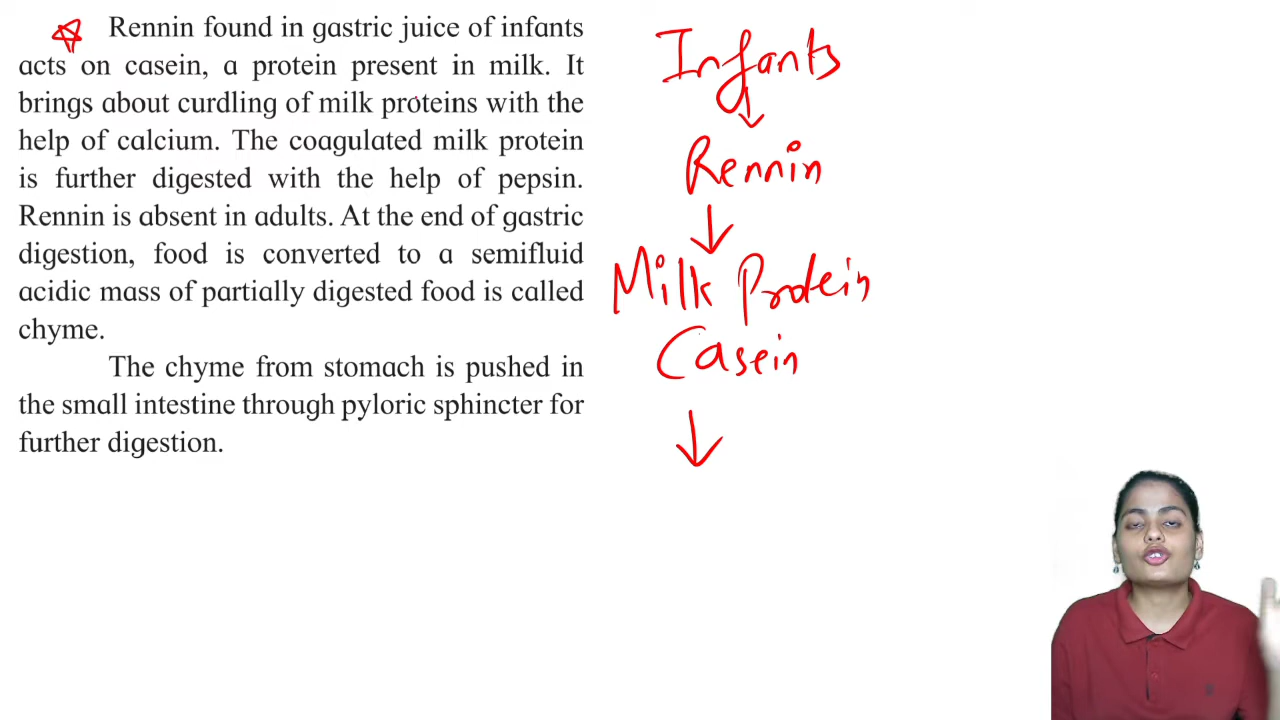 Rennin found in gastric juice of infants
acts on casein, a protein present in milk. It
brings about curdling of milk proteins with the
help of calcium. The coagulated milk protein
is further digested with the help of pepsin.
Rennin is absent in adults. At the end of gastric
digestion, food is converted to a semifluid
acidic mass of partially digested food is called
chyme.
The chyme from stomach is pushed in
the small intestine through pyloric sphincter for
further digestion.
Infants
Rennin
Milk Protein
Casein